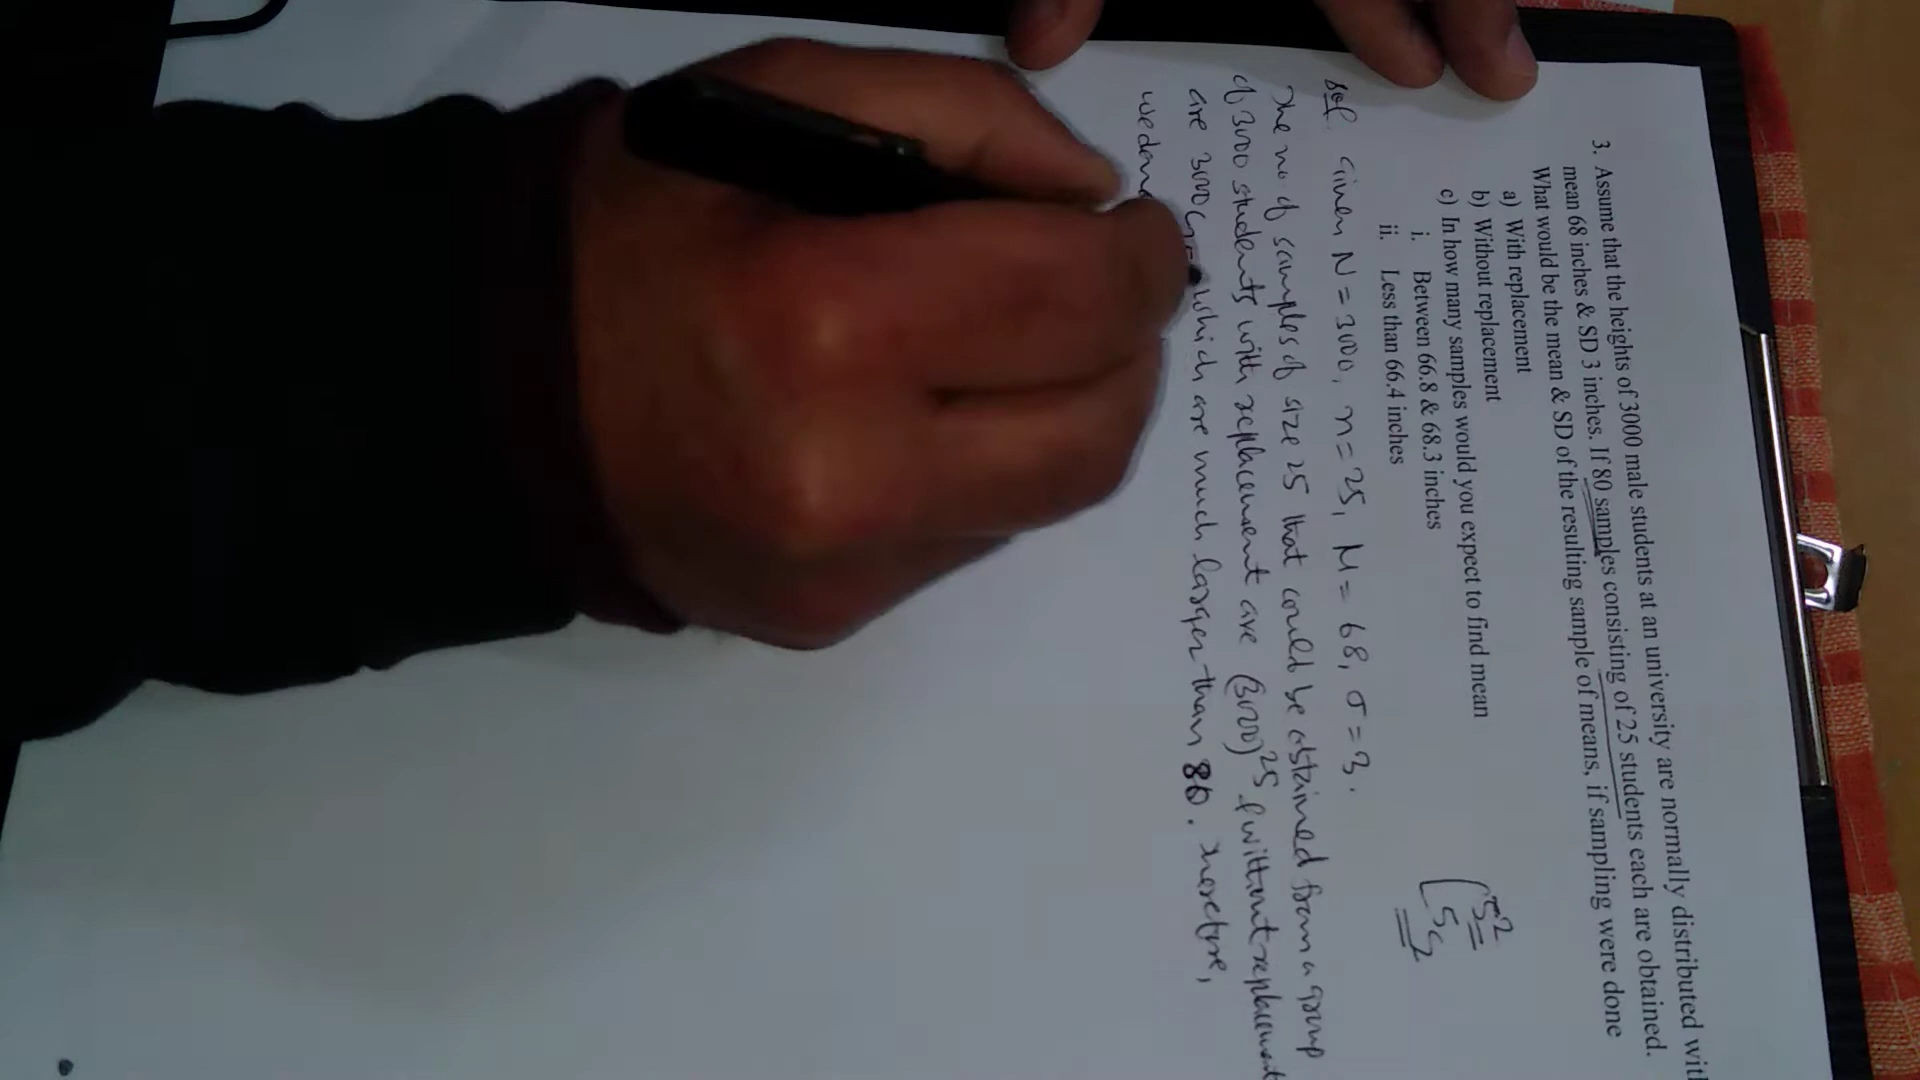 3. Assume that the heights of 3000 male students at an university are normally distributed with
mean 68 inches & SD 3 inches. If 80 samples consisting of 25 students each are obtained.
What would be the mean & SD of the resulting sample of means, if sampling were done
a) With replacement
b) Without replacement
c) In how many samples would you expect to find mean
i. Between 66.8 & 68.3 inches
ii. Less than 66.4 inches
Sol. Given N = 3000, n = 25, μ = 68, σ = 3.
The no of samples of size 25 that could be obtained from a group
of 3000 students with replacement are (3000)^25 & without replacement
are 3000C which are much larger than 80. Therefore,
we don